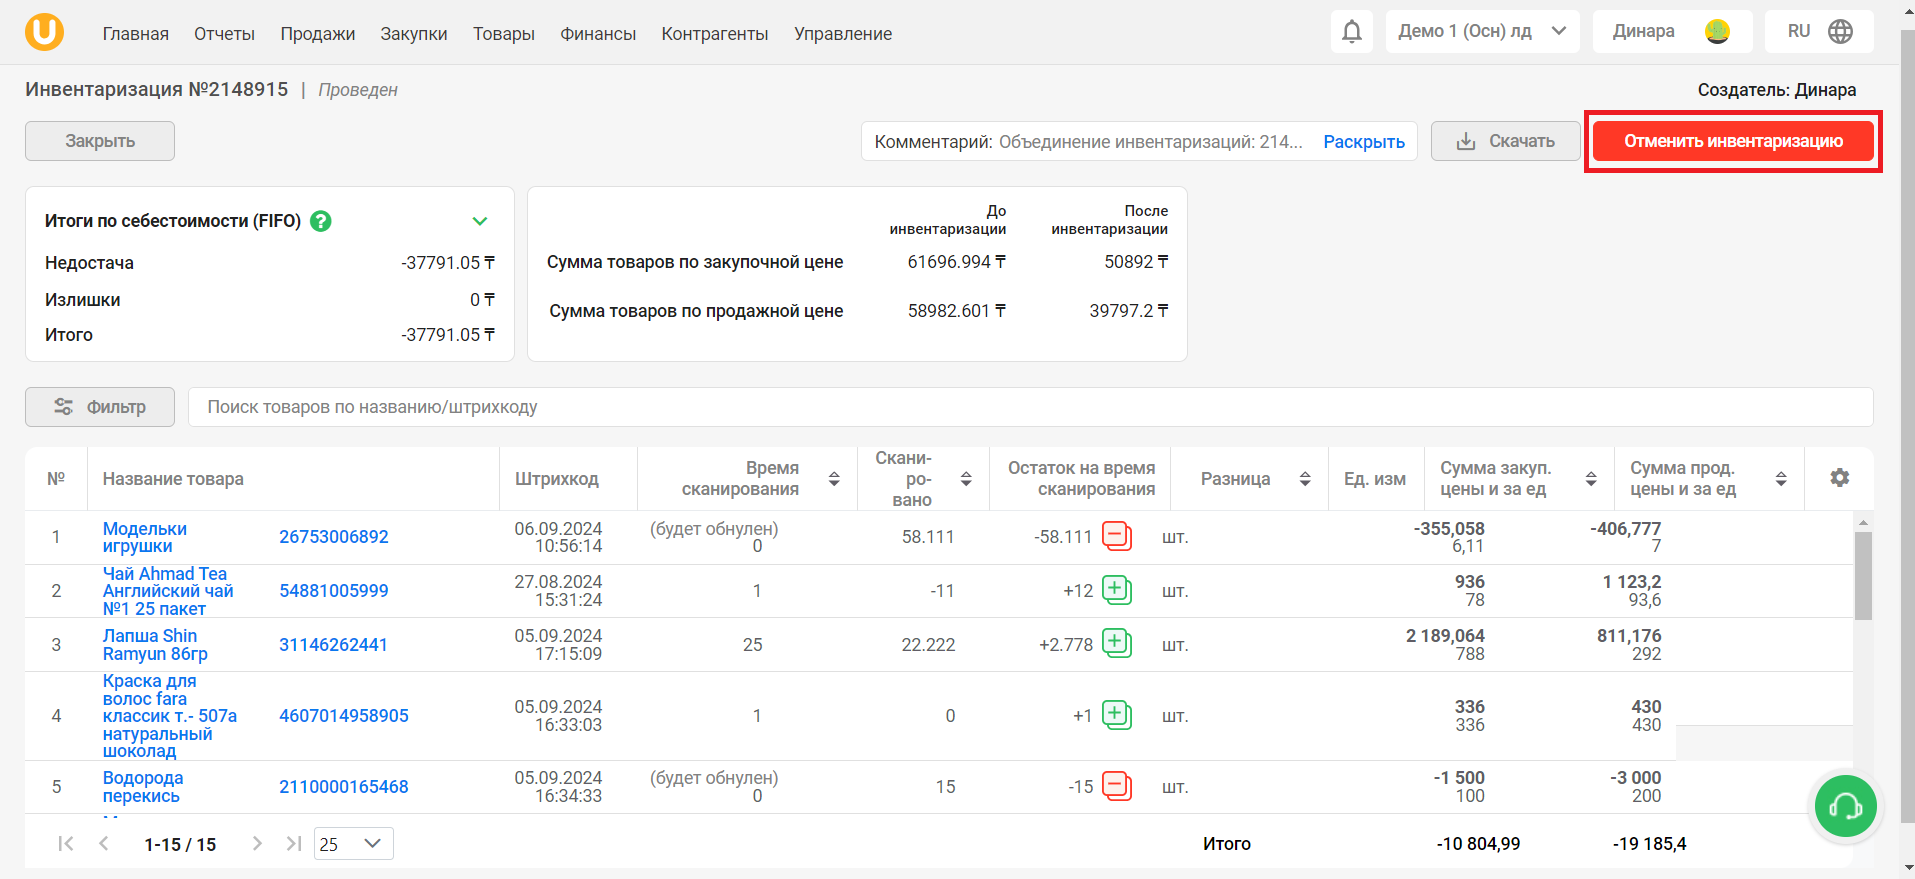 U
Главная Отчеты Продажи Закупки Товары Финансы Контрагенты Управление
Демо 1 (Осн) лд
Динара
RU
Инвентаризация №2148915 | Проведен
Создатель: Динара
Закрыть
Комментарий: Объединение инвентаризаций: 214... Раскрыть
Скачать
Отменить инвентаризацию
Итоги по себестоимости (FIFO) ?
Недостача -37791.05 ₸
Излишки 0 ₸
Итого -37791.05 ₸
До инвентаризации
После инвентаризации
Сумма товаров по закупочной цене 61696.994 ₸ 50892 ₸
Сумма товаров по продажной цене 58982.601 ₸ 39797.2 ₸
Фильтр
Поиск товаров по названию/штрихкоду
№
Название товара
Штрихкод
Время
сканирования
Скани-
ро-
вано
Остаток на время
сканирования
Разница
Ед. изм
Сумма закуп.
цены и за ед
Сумма прод.
цены и за ед
1
Модельки
игрушки
26753006892
06.09.2024
10:56:14
(будет обнулен)
0
58.111
-58.111
шт.
-355,058
6,11
-406,777
7
2
Чай Ahmad Tea
Английский чай
№1 25 пакет
54881005999
27.08.2024
15:31:24
1
-11
+12
шт.
936
78
1 123,2
93,6
3
Лапша Shin
Ramyun 86гр
31146262441
05.09.2024
17:15:09
25
22.222
+2.778
шт.
2 189,064
788
811,176
292
4
Краска для
волос fara
классик т.- 507а
натуральный
шоколад
4607014958905
05.09.2024
16:33:03
1
0
+1
шт.
336
336
430
430
5
Водорода
перекись
2110000165468
05.09.2024
16:34:33
(будет обнулен)
0
15
-15
шт.
-1 500
100
-3 000
200
1-15 / 15
25
Итого -10 804,99 -19 185,4